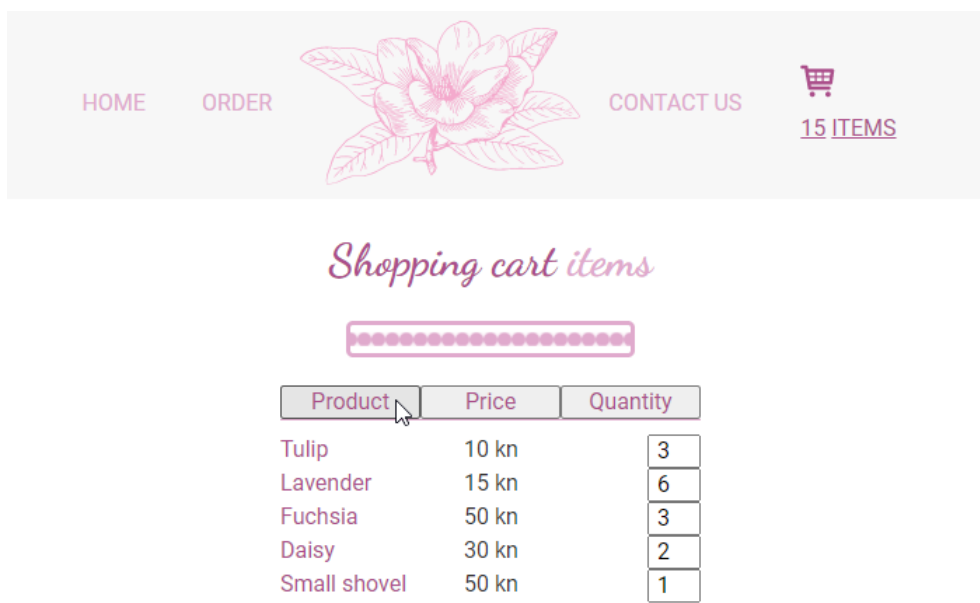 HOME ORDER CONTACT US
15 ITEMS
Shopping cart items
Product Price Quantity
Tulip 10 kn 3
Lavender 15 kn 6
Fuchsia 50 kn 3
Daisy 30 kn 2
Small shovel 50 kn 1